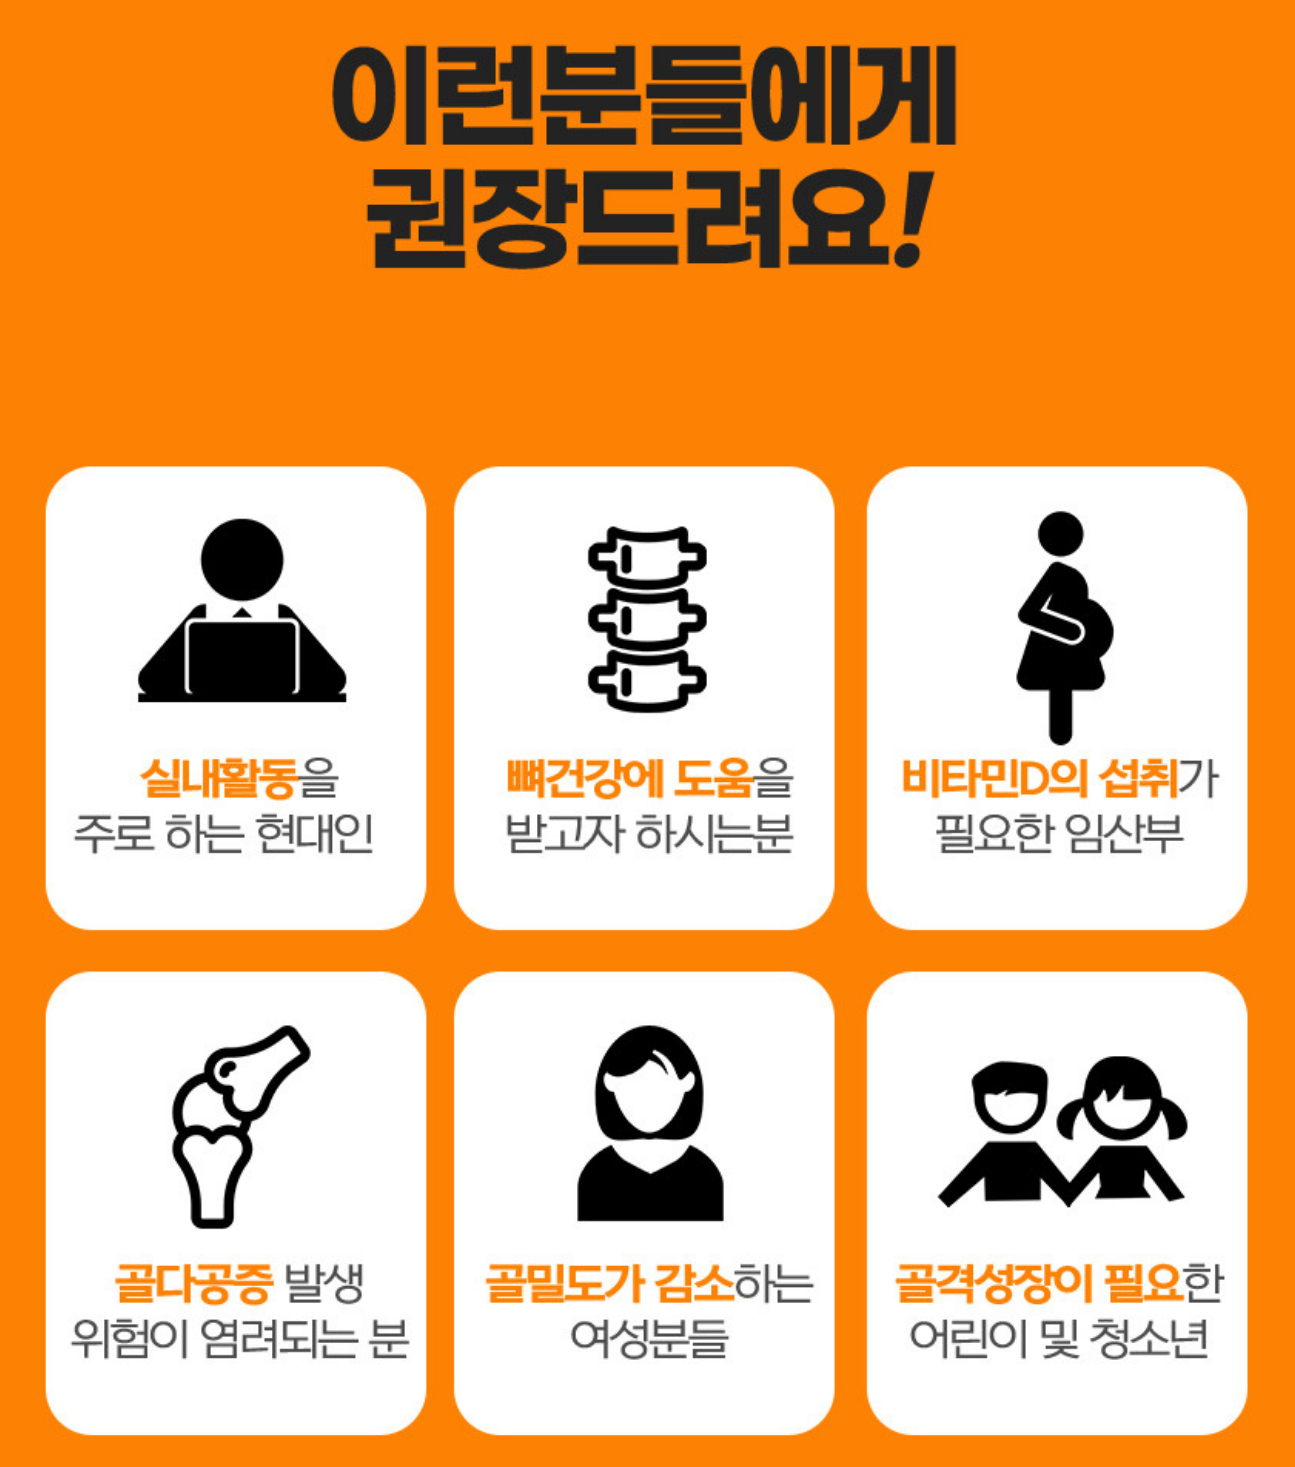 이런분들에게
권장드려요!
실내활동을
주로 하는 현대인
뼈건강에 도움을
받고자 하시는분
비타민D의 섭취가
필요한 임산부
골다공증 발생
위험이 염려되는 분
골밀도가 감소하는
여성분들
골격성장이 필요한
어린이 및 청소년